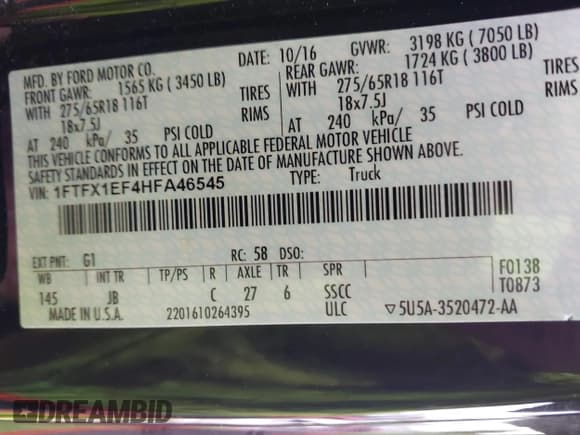 MFD. BY FORD MOTOR CO. DATE: 10/16 GVWR: 3198 KG ( 7050 LB)
FRONT GAWR: 1565 KG ( 3450 LB) REAR GAWR: 1724 KG ( 3800 LB)
WITH 275/65R18 116T TIRES WITH 275/65R18 116T TIRES
18x7.5J RIMS 18x7.5J RIMS
AT 240 kPa/ 35 PSI COLD AT 240 kPa/ 35 PSI COLD
THIS VEHICLE CONFORMS TO ALL APPLICABLE FEDERAL MOTOR VEHICLE
SAFETY STANDARDS IN EFFECT ON THE DATE OF MANUFACTURE SHOWN ABOVE.
VIN: 1FTFX1EF4HFA46545 TYPE: Truck
EXT PNT: G1 RC: 58 DSO:
WB INT TR TP/PS R AXLE TR SPR F0138
145 JB C 27 6 SSCC T0873
MADE IN U.S.A. 2201610264395 ULC ▽5U5A-3520472-AA
DREAMBID